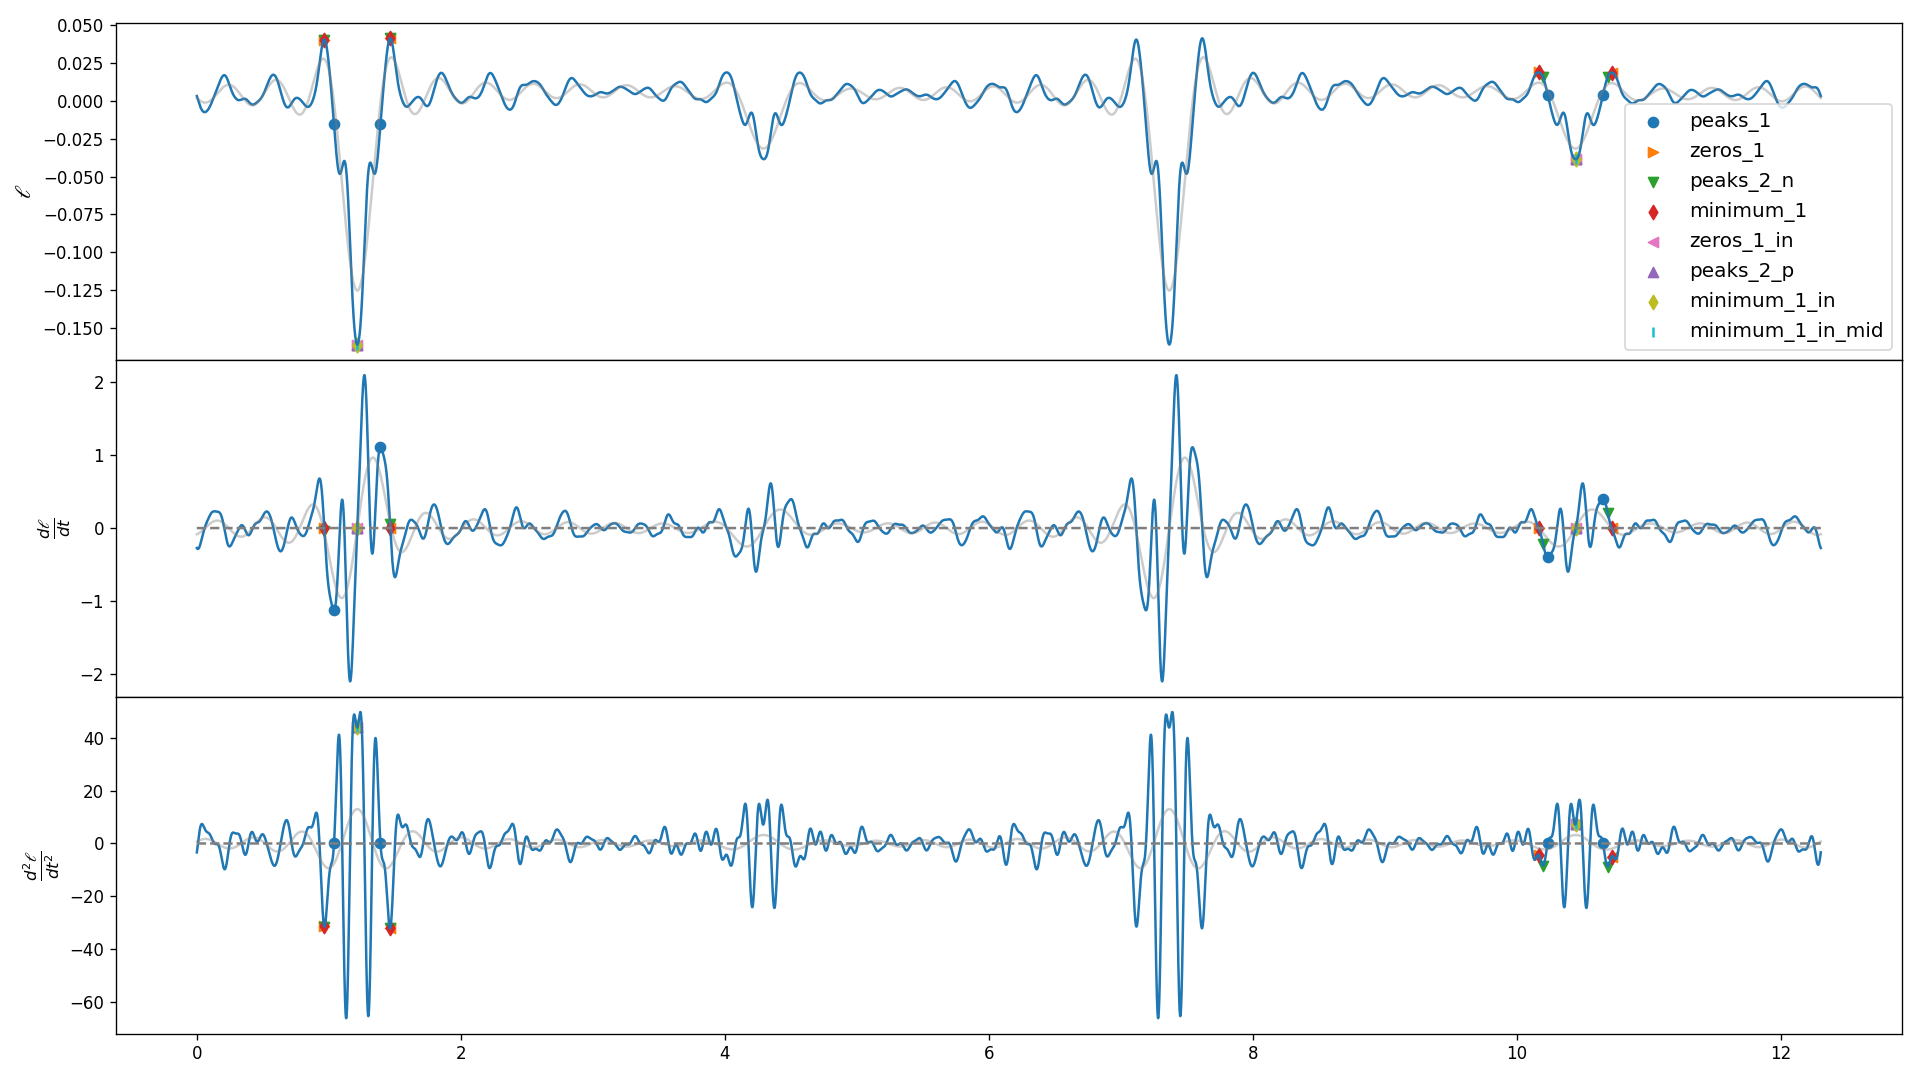 0.050
0.025
0.000
−0.025
−0.050
−0.075
−0.100
−0.125
−0.150
ℓ
peaks_1
zeros_1
peaks_2_n
minimum_1
zeros_1_in
peaks_2_p
minimum_1_in
minimum_1_in_mid
2
1
0
−1
−2
dℓ/dt
40
20
0
−20
−40
−60
d²ℓ/dt²
0 2 4 6 8 10 12